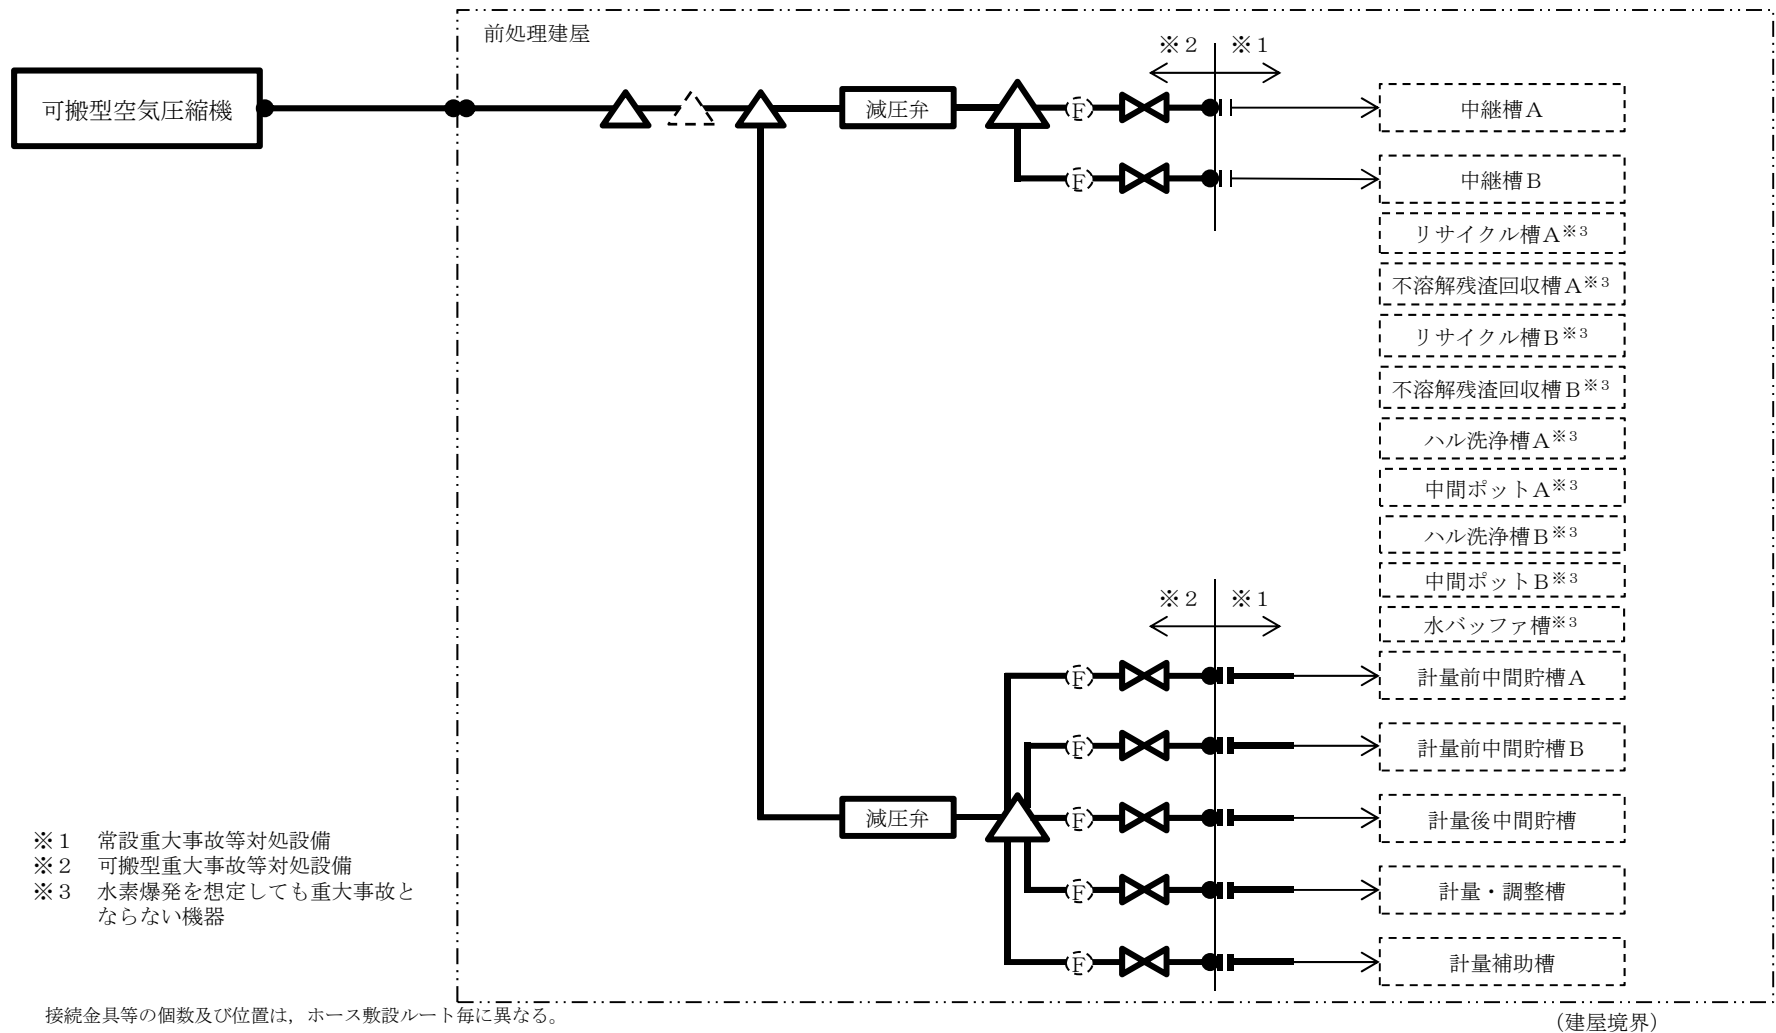 前処理建屋
※2 ※1
可搬型空気圧縮機
減圧弁
F
中継槽A
F
中継槽B
リサイクル槽A※3
不溶解残渣回収槽A※3
リサイクル槽B※3
不溶解残渣回収槽B※3
ハル洗浄槽A※3
中間ポットA※3
ハル洗浄槽B※3
中間ポットB※3
※2 ※1
水バッファ槽※3
F
計量前中間貯槽A
F
計量前中間貯槽B
減圧弁
F
計量後中間貯槽
F
計量・調整槽
F
計量補助槽
※1 常設重大事故等対処設備
※2 可搬型重大事故等対処設備
※3 水素爆発を想定しても重大事故と
ならない機器
接続金具等の個数及び位置は，ホース敷設ルート毎に異なる。
（建屋境界）